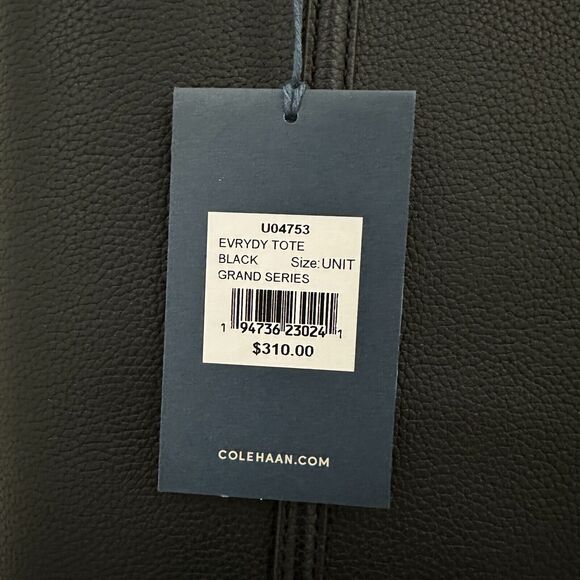 U04753
EVRYDY TOTE
BLACK Size:UNIT
GRAND SERIES
1 94736 23024 1
$310.00
COLEHAAN.COM